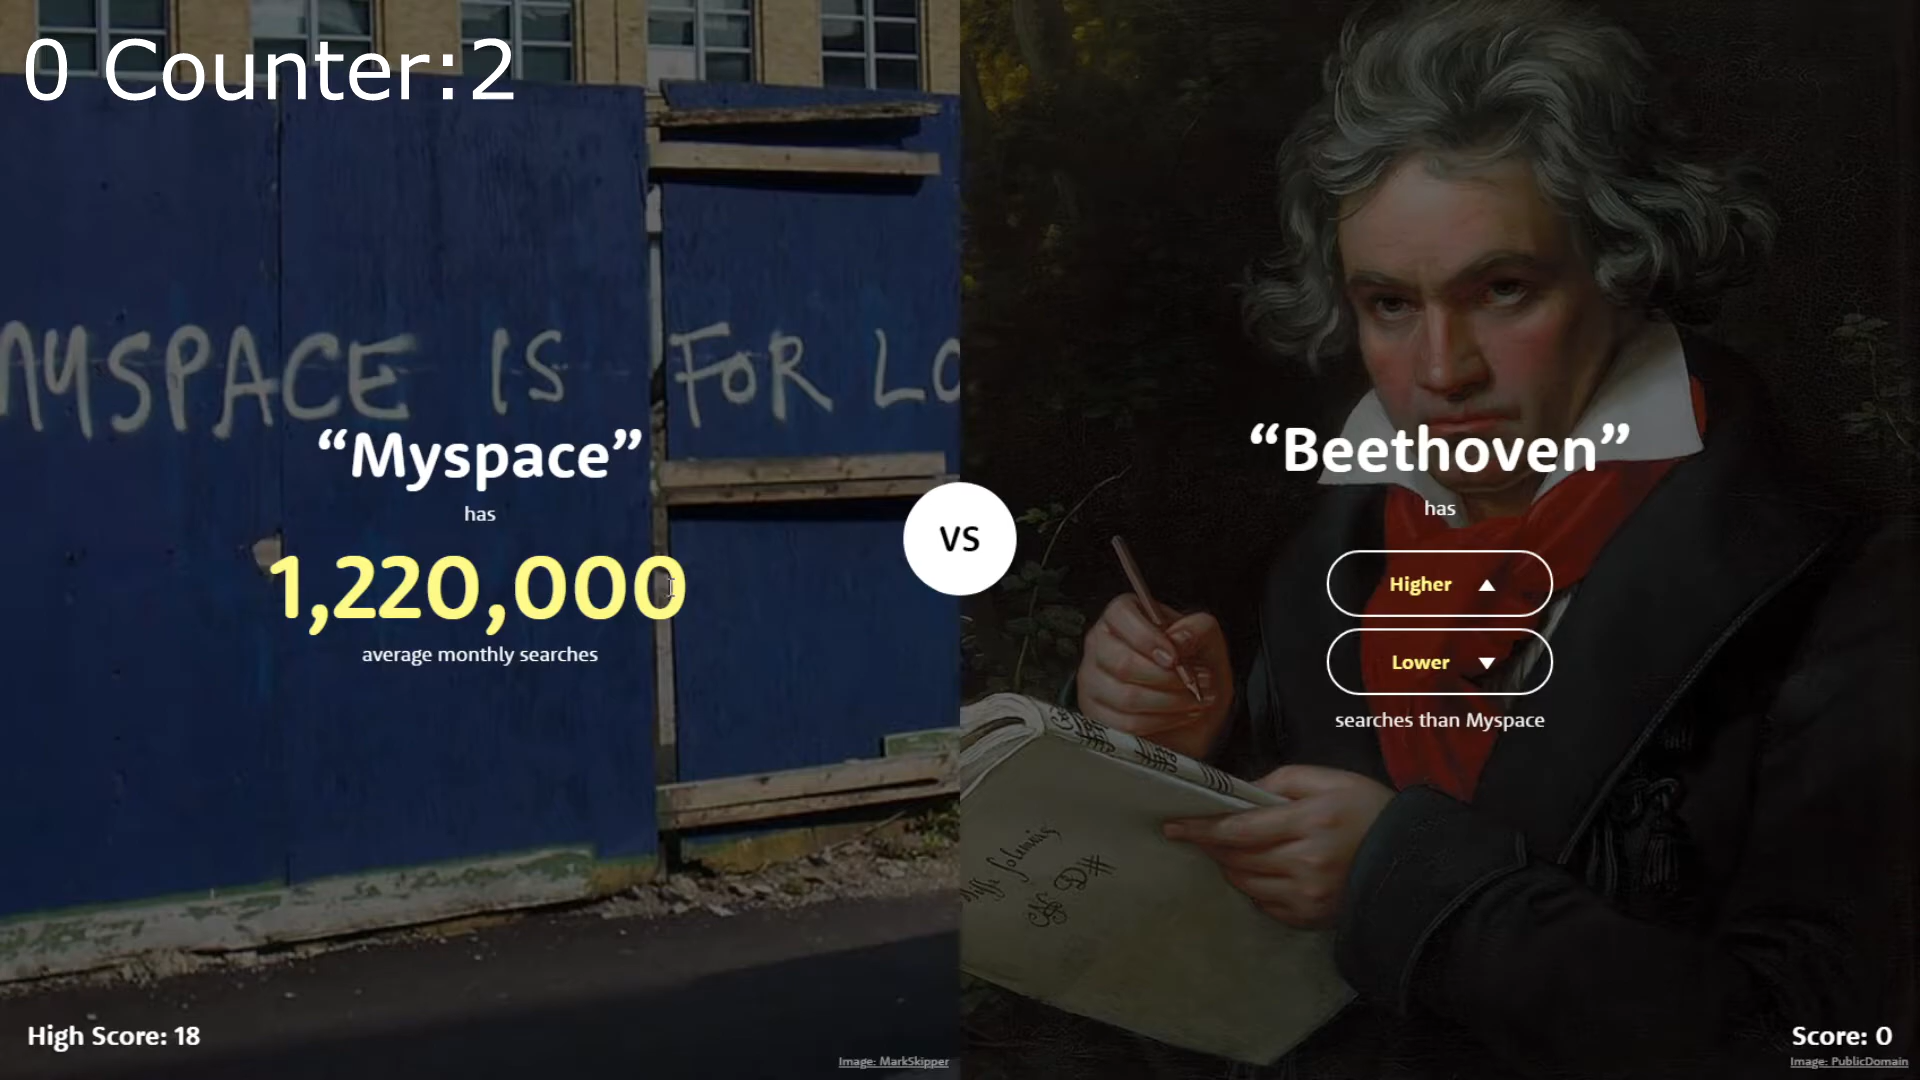 0 Counter:2
MYSPACE IS FOR LO
“Myspace”
has
1,220,000
average monthly searches
VS
“Beethoven”
has
Higher
Lower
searches than Myspace
High Score: 18
Image: MarkSkipper
Score: 0
Image: PublicDomain